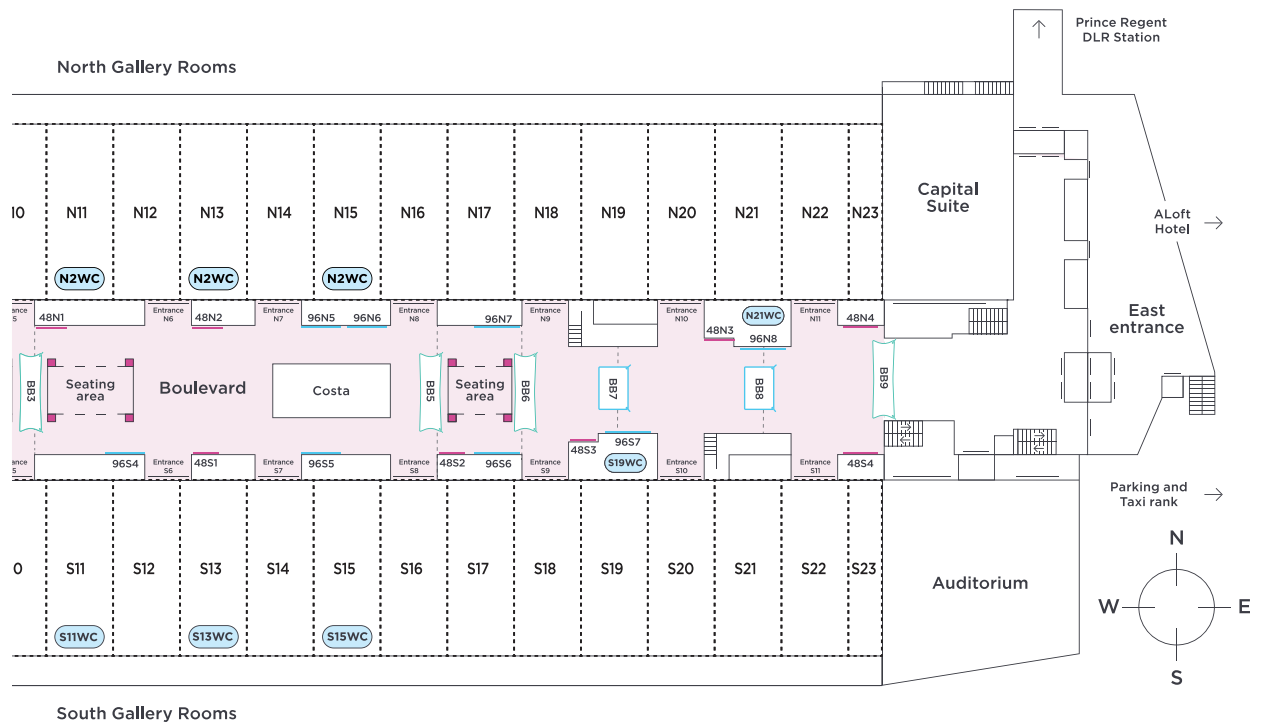 Prince Regent
DLR Station
North Gallery Rooms
10
N11
N12
N13
N14
N15
N16
N17
N18
N19
N20
N21
N22
N23
Capital
Suite
ALoft
Hotel
N2WC
N2WC
N2WC
5
48N1
Entrance
N6
48N2
Entrance
N7
96N5
96N6
Entrance
N8
96N7
Entrance
N9
Entrance
N10
48N3
N21WC
96N8
Entrance
N11
48N4
East
entrance
BB3
Seating
area
Boulevard
Costa
BB5
Seating
area
BB6
BB7
BB8
BB9
5
96S4
Entrance
S6
48S1
Entrance
S7
96S5
Entrance
S8
48S2
96S6
Entrance
S9
48S3
96S7
S19WC
Entrance
S10
Entrance
S11
48S4
Parking and
Taxi rank
0
S11
S12
S13
S14
S15
S16
S17
S18
S19
S20
S21
S22
S23
Auditorium
N
W
E
S
S11WC
S13WC
S15WC
South Gallery Rooms